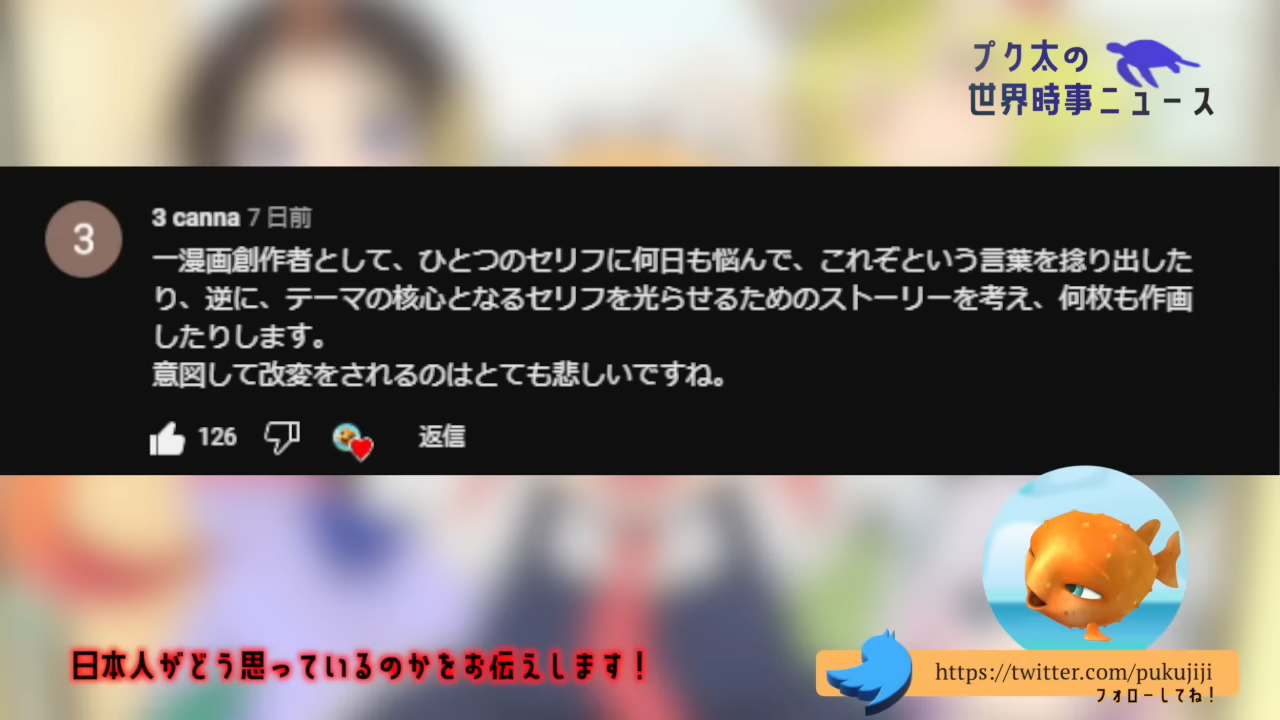 プク太の
世界時事ニュース
3
3 canna 7 日前
一漫画創作者として、ひとつのセリフに何日も悩んで、これぞという言葉を捻り出した
り、逆に、テーマの核心となるセリフを光らせるためのストーリーを考え、何枚も作画
したりします。
意図して改変をされるのはとても悲しいですね。
126 返信
日本人がどう思っているのかをお伝えします!
https://twitter.com/pukujiji
フォローしてね!